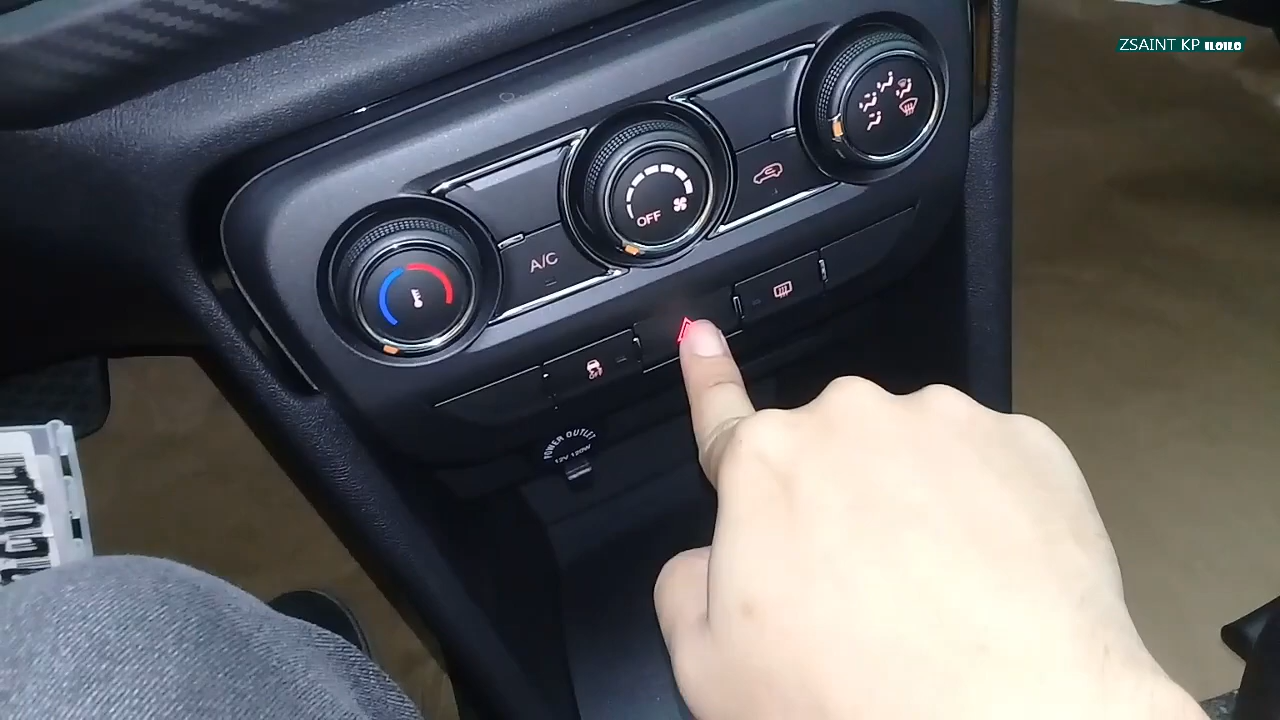 ZSAINT KP ILOILO
OFF
A/C
OFF
POWER OUTLET
12V 120W